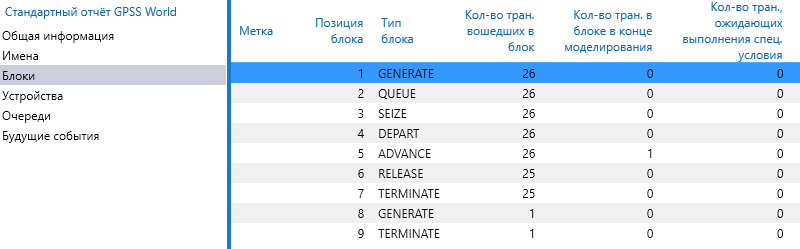 Стандартный отчёт GPSS World
Общая информация
Имена
Блоки
Устройства
Очереди
Будущие события
Метка
Позиция
блока
Тип
блока
Кол-во тран.
вошедших в
блок
Кол-во тран. в
блоке в конце
моделирования
Кол-во тран.,
ожидающих
выполнения спец.
условия
1 GENERATE 26 0 0
2 QUEUE 26 0 0
3 SEIZE 26 0 0
4 DEPART 26 0 0
5 ADVANCE 26 1 0
6 RELEASE 25 0 0
7 TERMINATE 25 0 0
8 GENERATE 1 0 0
9 TERMINATE 1 0 0